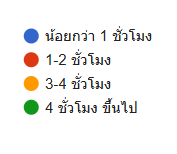 น้อยกว่า 1 ชั่วโมง
1-2 ชั่วโมง
3-4 ชั่วโมง
4 ชั่วโมง ขึ้นไป